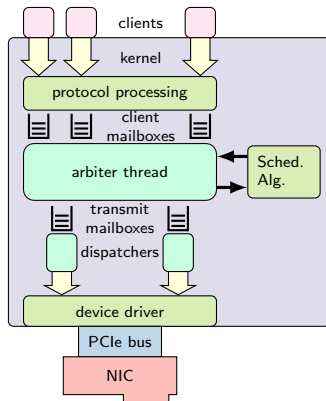 clients
kernel
protocol processing
client
mailboxes
arbiter thread
Sched.
Alg.
transmit
mailboxes
dispatchers
device driver
PCIe bus
NIC